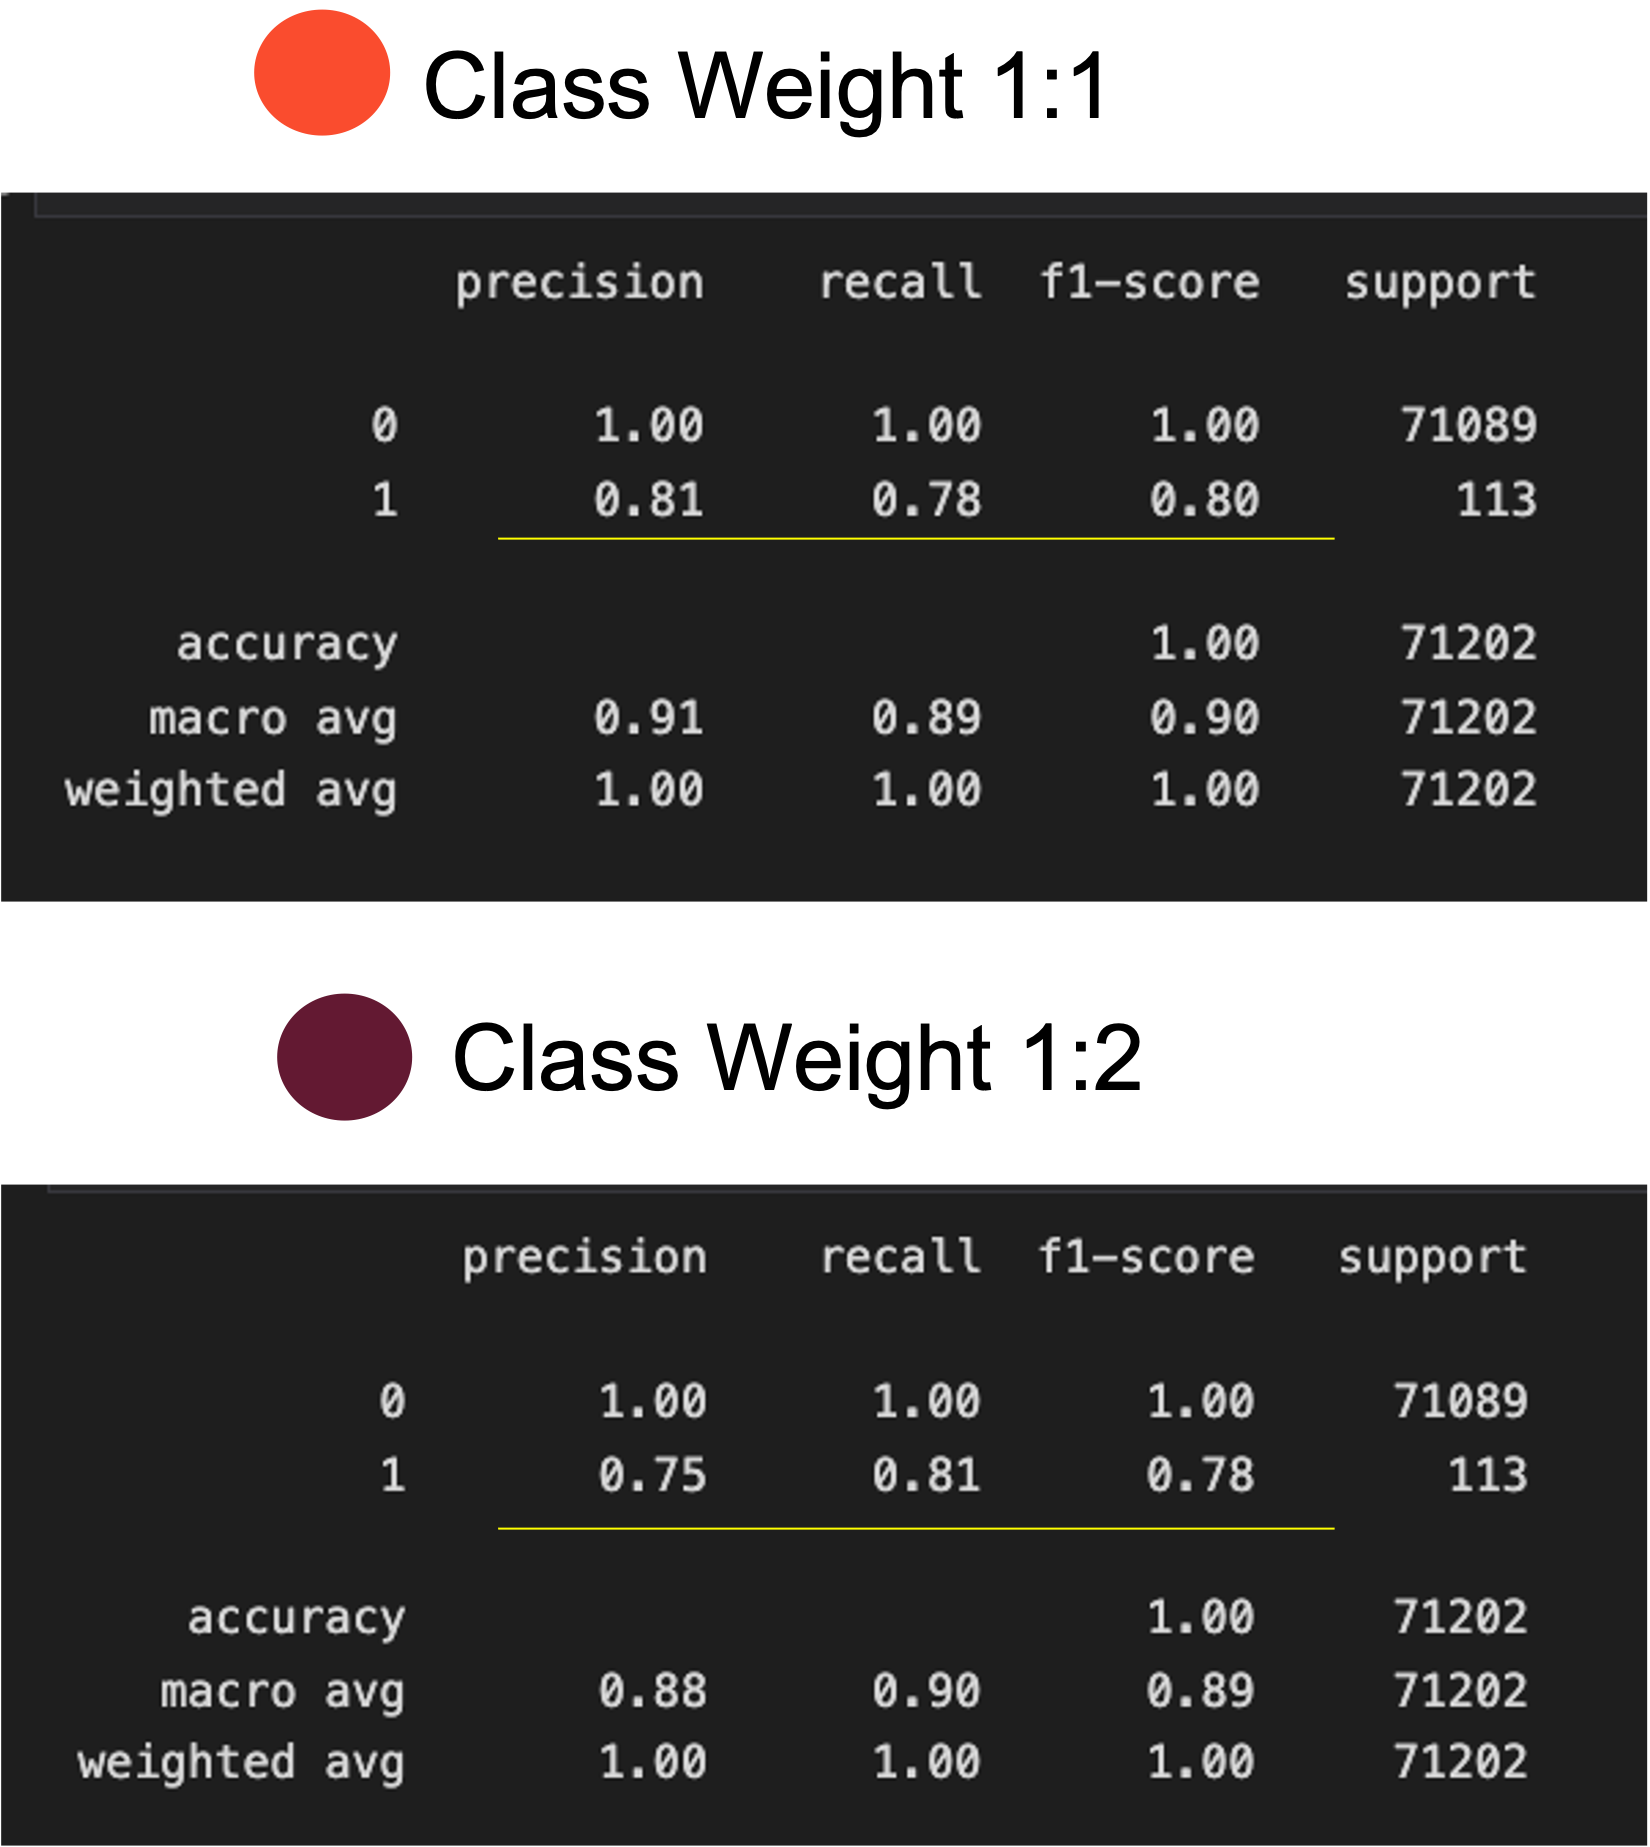 Class Weight 1:1
precision recall f1-score support
0 1.00 1.00 1.00 71089
1 0.81 0.78 0.80 113
accuracy 1.00 71202
macro avg 0.91 0.89 0.90 71202
weighted avg 1.00 1.00 1.00 71202
Class Weight 1:2
precision recall f1-score support
0 1.00 1.00 1.00 71089
1 0.75 0.81 0.78 113
accuracy 1.00 71202
macro avg 0.88 0.90 0.89 71202
weighted avg 1.00 1.00 1.00 71202